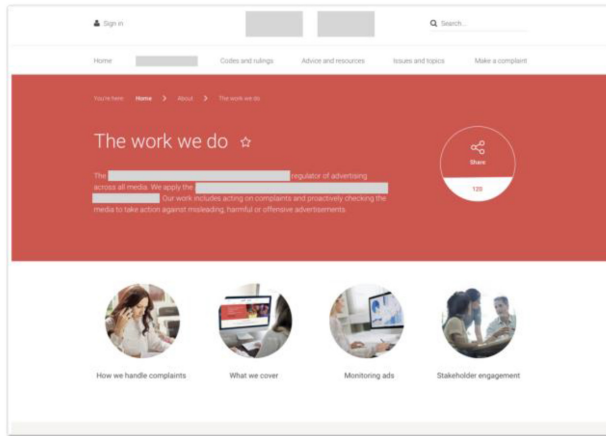 Sign in
Search...
Home
Codes and rulings
Advice and resources
Issues and topics
Make a complaint
You're here: Home > About > The work we do
The work we do
Share
120
The regulator of advertising
across all media. We apply the
Our work includes acting on complaints and proactively checking the
media to take action against misleading, harmful or offensive advertisements.
How we handle complaints
What we cover
Monitoring ads
Stakeholder engagement